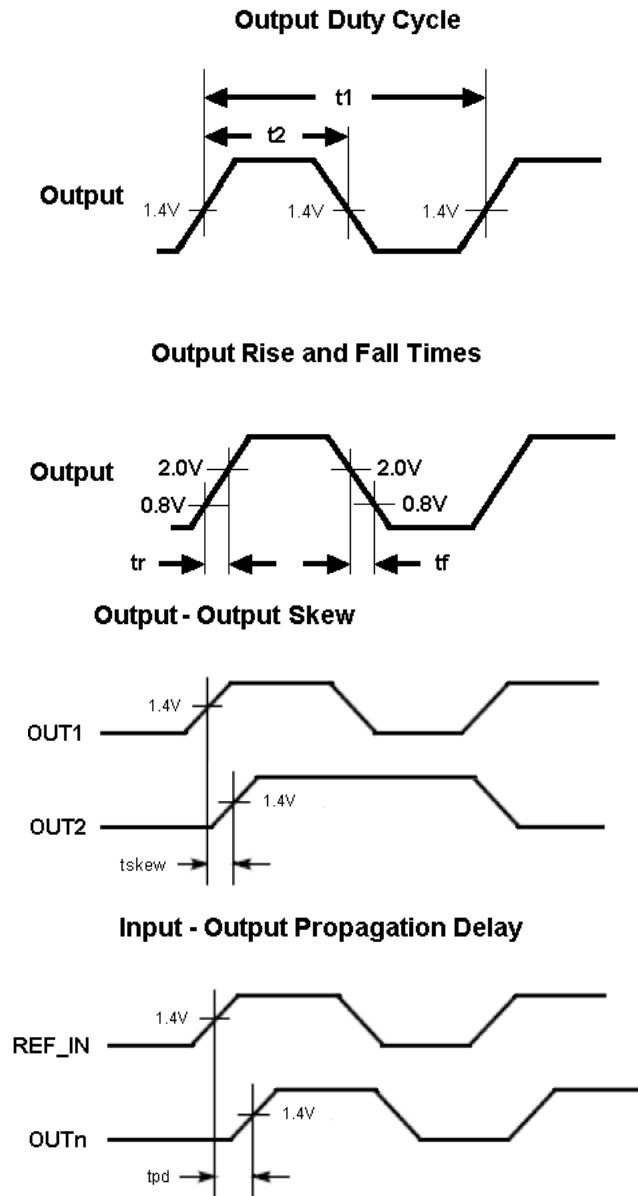 Output Duty Cycle
t1
t2
Output
1.4V 1.4V 1.4V
Output Rise and Fall Times
Output
2.0V 2.0V
0.8V 0.8V
tr tf
Output - Output Skew
1.4V
OUT1
1.4V
OUT2
tskew
Input - Output Propagation Delay
1.4V
REF_IN
1.4V
OUTn
tpd